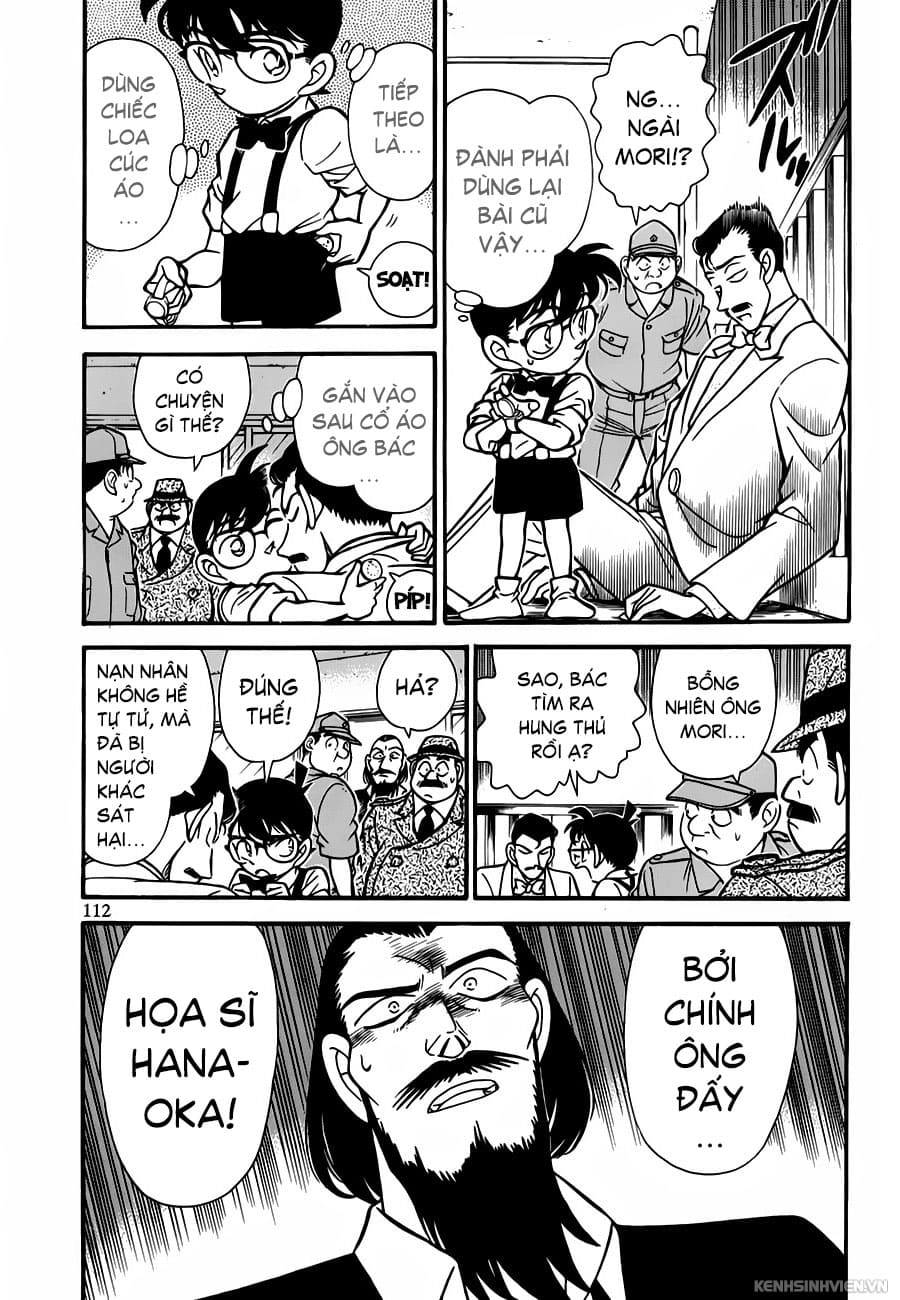 NG...
NGÀI
MORI!?
ĐÀNH PHẢI
DÙNG LẠI
BÀI CŨ
VẬY...
TIẾP
THEO
LÀ...
DÙNG
CHIẾC
LOA
CÚC
ÁO
...
SOẠT!
GẮN VÀO
SAU CỔ ÁO
ÔNG BÁC
...
CÓ
CHUYỆN
GÌ THẾ?
PÍP!
BỖNG
NHIÊN ÔNG
MORI...
SAO, BÁC
TÌM RA
HUNG THỦ
RỒI Ạ?
HẢ?
ĐÚNG
THẾ!
NẠN NHÂN
KHÔNG HỀ
TỰ TỬ, MÀ
ĐÃ BỊ
NGƯỜI
KHÁC
SÁT
HẠI...
112
BỞI
CHÍNH
ÔNG
ĐẤY
...
HỌA SĨ
HANA-
OKA!
KENHSINHVIEN.VN